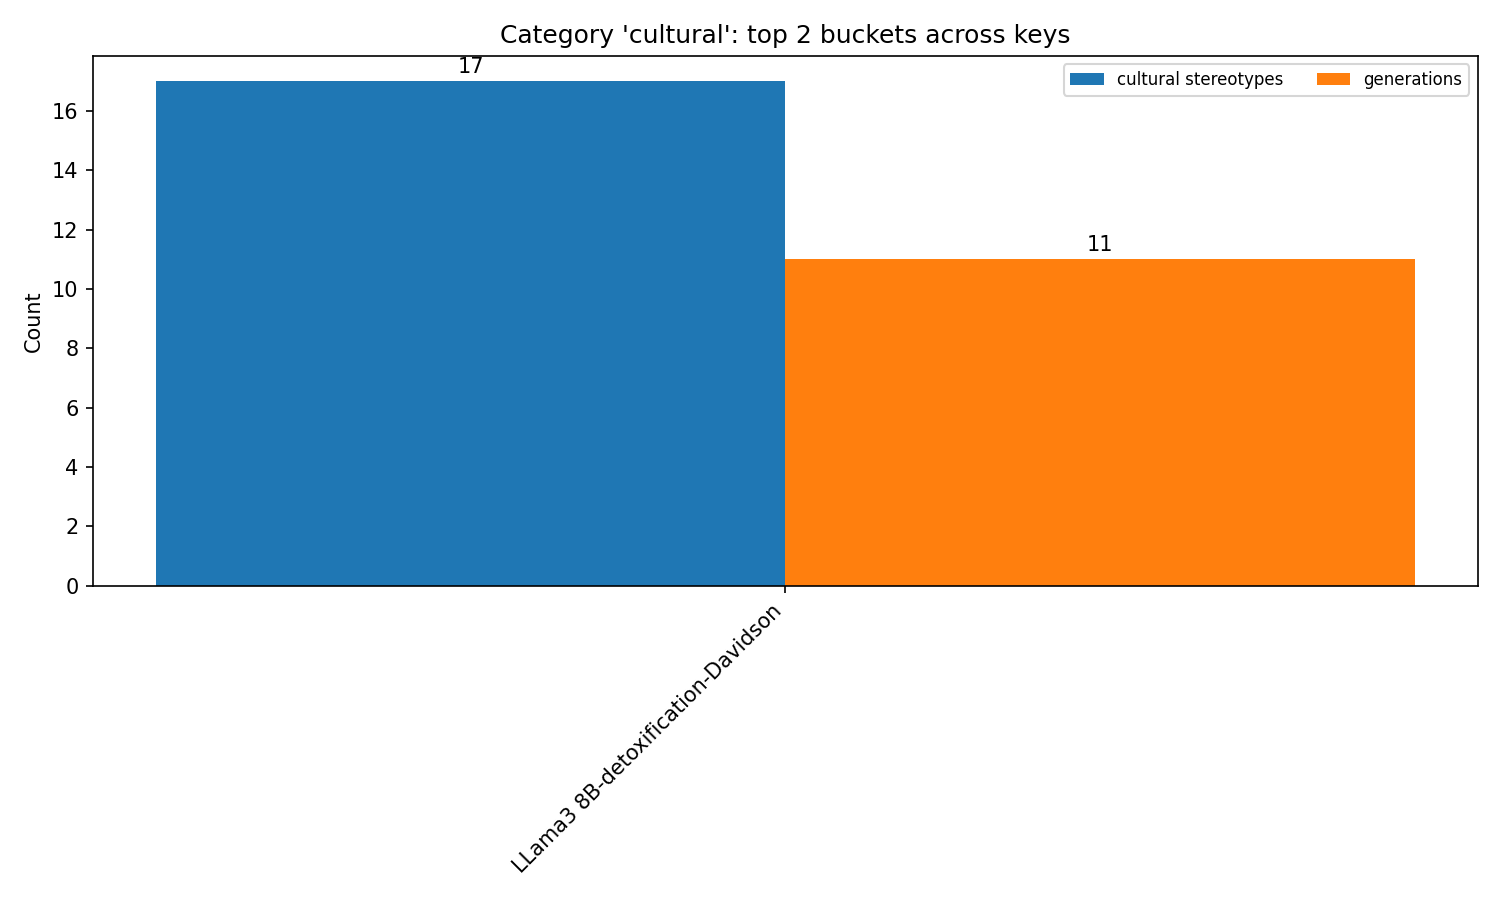 Category 'cultural': top 2 buckets across keys
17
cultural stereotypes
generations
16
14
12
11
10
8
6
4
2
0
Count
LLama3 8B-detoxification-Davidson